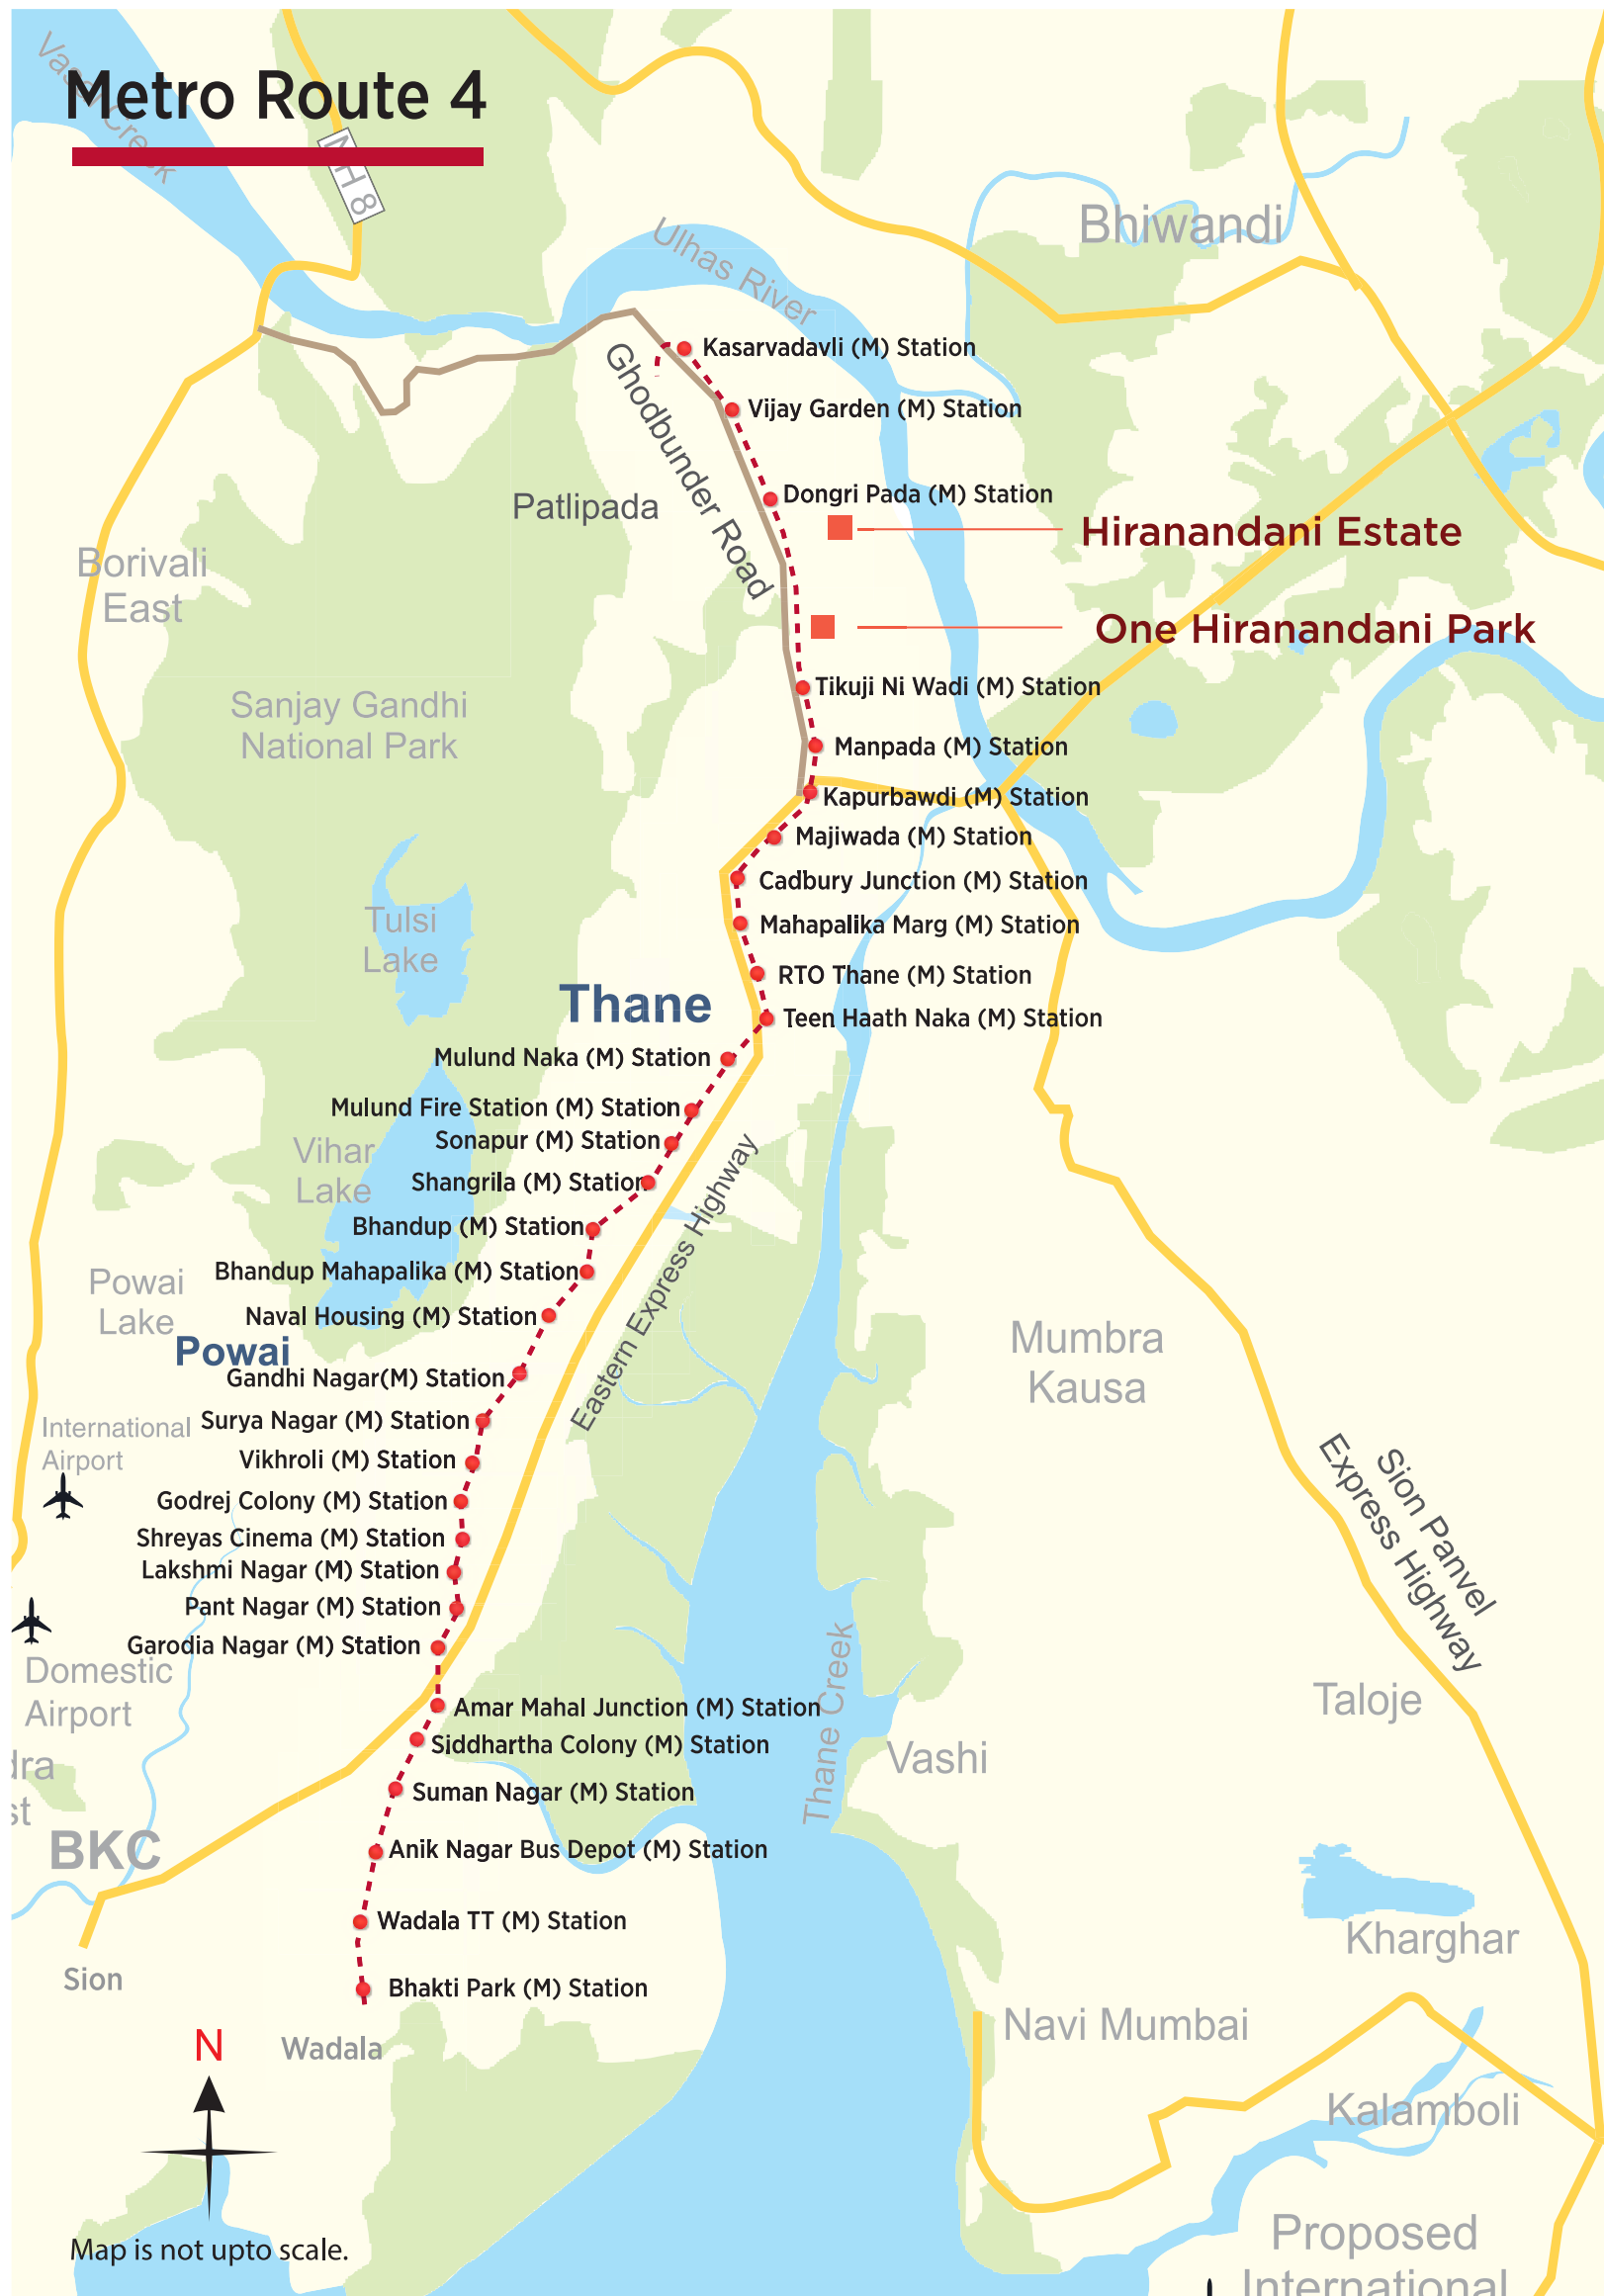 Vasai Creek
Metro Route 4
NH 8
Ulhas River
Bhiwandi
Kasarvadavli (M) Station
Ghodbunder Road
Vijay Garden (M) Station
Dongri Pada (M) Station
Patlipada
Hiranandani Estate
Borivali
East
One Hiranandani Park
Tikuji Ni Wadi (M) Station
Sanjay Gandhi
National Park
Manpada (M) Station
Kapurbawdi (M) Station
Majiwada (M) Station
Cadbury Junction (M) Station
Tulsi
Lake
Mahapalika Marg (M) Station
RTO Thane (M) Station
Thane
Teen Haath Naka (M) Station
Mulund Naka (M) Station
Mulund Fire Station (M) Station
Sonapur (M) Station
Vihar
Lake
Shangrila (M) Station
Eastern Express Highway
Bhandup (M) Station
Bhandup Mahapalika (M) Station
Powai
Lake
Naval Housing (M) Station
Powai
Mumbra
Kausa
Gandhi Nagar(M) Station
Surya Nagar (M) Station
International
Airport
Vikhroli (M) Station
Sion Panvel
Express Highway
Godrej Colony (M) Station
Shreyas Cinema (M) Station
Lakshmi Nagar (M) Station
Pant Nagar (M) Station
Garodia Nagar (M) Station
Domestic
Airport
Thane Creek
Taloje
Amar Mahal Junction (M) Station
Siddhartha Colony (M) Station
Vashi
dra
st
Suman Nagar (M) Station
BKC
Anik Nagar Bus Depot (M) Station
Wadala TT (M) Station
Kharghar
Sion
Bhakti Park (M) Station
Navi Mumbai
N
Wadala
Kalamboli
Proposed
International
Map is not upto scale.